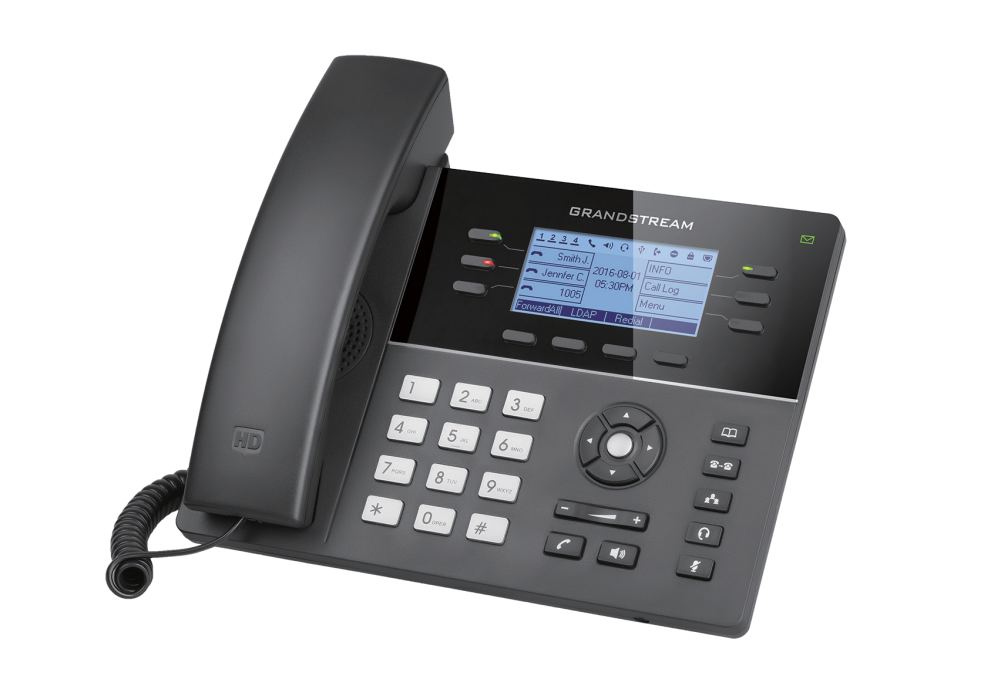 GRANDSTREAM
1 2 3 4
Smith J.
Jennifer C.
1005
2016-08-01
05:30PM
INFO
Call Log
Menu
ForwardAll LDAP Redial
HD
1 2 ABC 3 DEF
4 GHI 5 JKL 6 MNO
7 PQRS 8 TUV 9 WXYZ
* 0 OPER #
- +